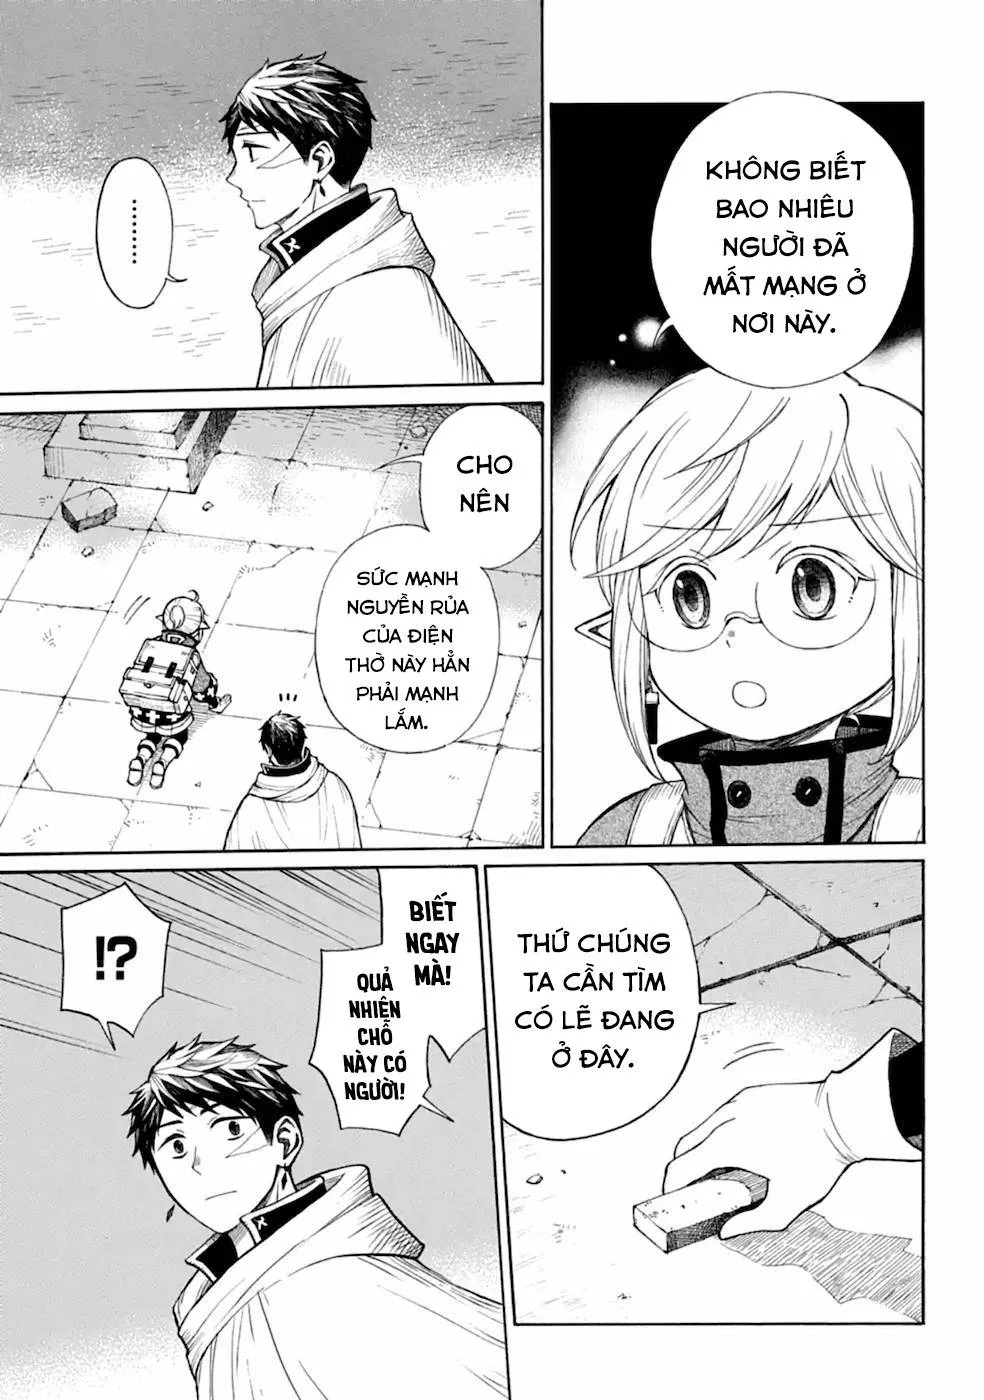 KHÔNG BIẾT
BAO NHIÊU
NGƯỜI ĐÃ
MẤT MẠNG Ở
NƠI NÀY.
.........
CHO
NÊN
SỨC MẠNH
NGUYỀN RỦA
CỦA ĐIỆN
THỜ NÀY HẲN
PHẢI MẠNH
LẮM.
THỨ CHÚNG
TA CẦN TÌM
CÓ LẼ ĐANG
Ở ĐÂY.
BIẾT
NGAY
MÀ!
QUẢ
NHIÊN
CHỖ
NÀY CÓ
NGƯỜI!
!?